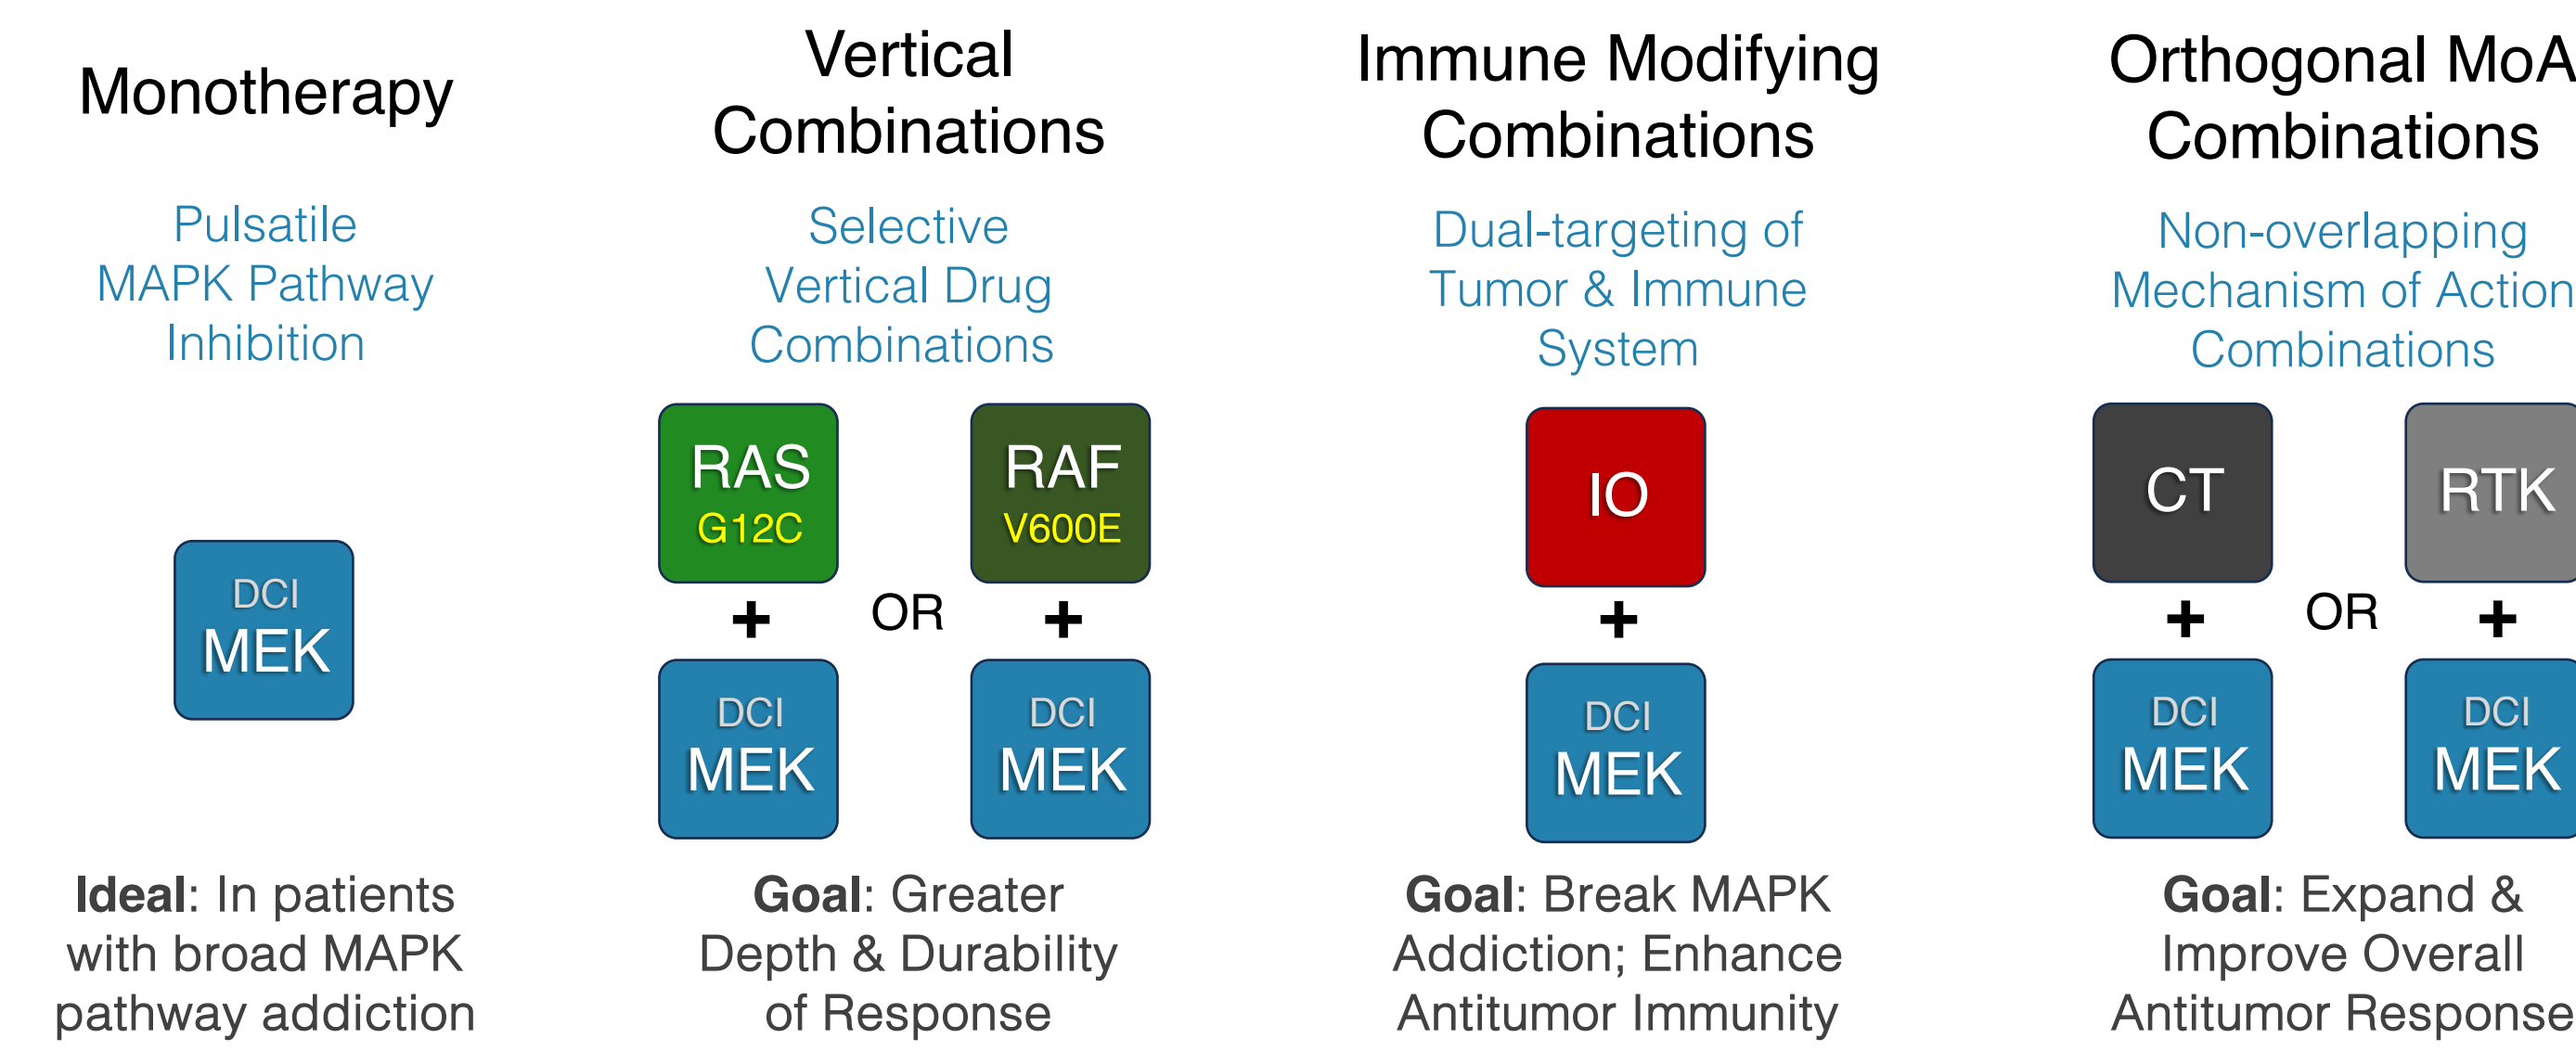 Monotherapy
Pulsatile
MAPK Pathway
Inhibition
DCI
MEK
Ideal: In patients
with broad MAPK
pathway addiction
Vertical
Combinations
Selective
Vertical Drug
Combinations
RAS
G12C
+
DCI
MEK
OR
RAF
V600E
+
DCI
MEK
Goal: Greater
Depth & Durability
of Response
Immune Modifying
Combinations
Dual-targeting of
Tumor & Immune
System
IO
+
DCI
MEK
Goal: Break MAPK
Addiction; Enhance
Antitumor Immunity
Orthogonal MoA
Combinations
Non-overlapping
Mechanism of Action
Combinations
CT
+
DCI
MEK
OR
RTK
+
DCI
MEK
Goal: Expand &
Improve Overall
Antitumor Response